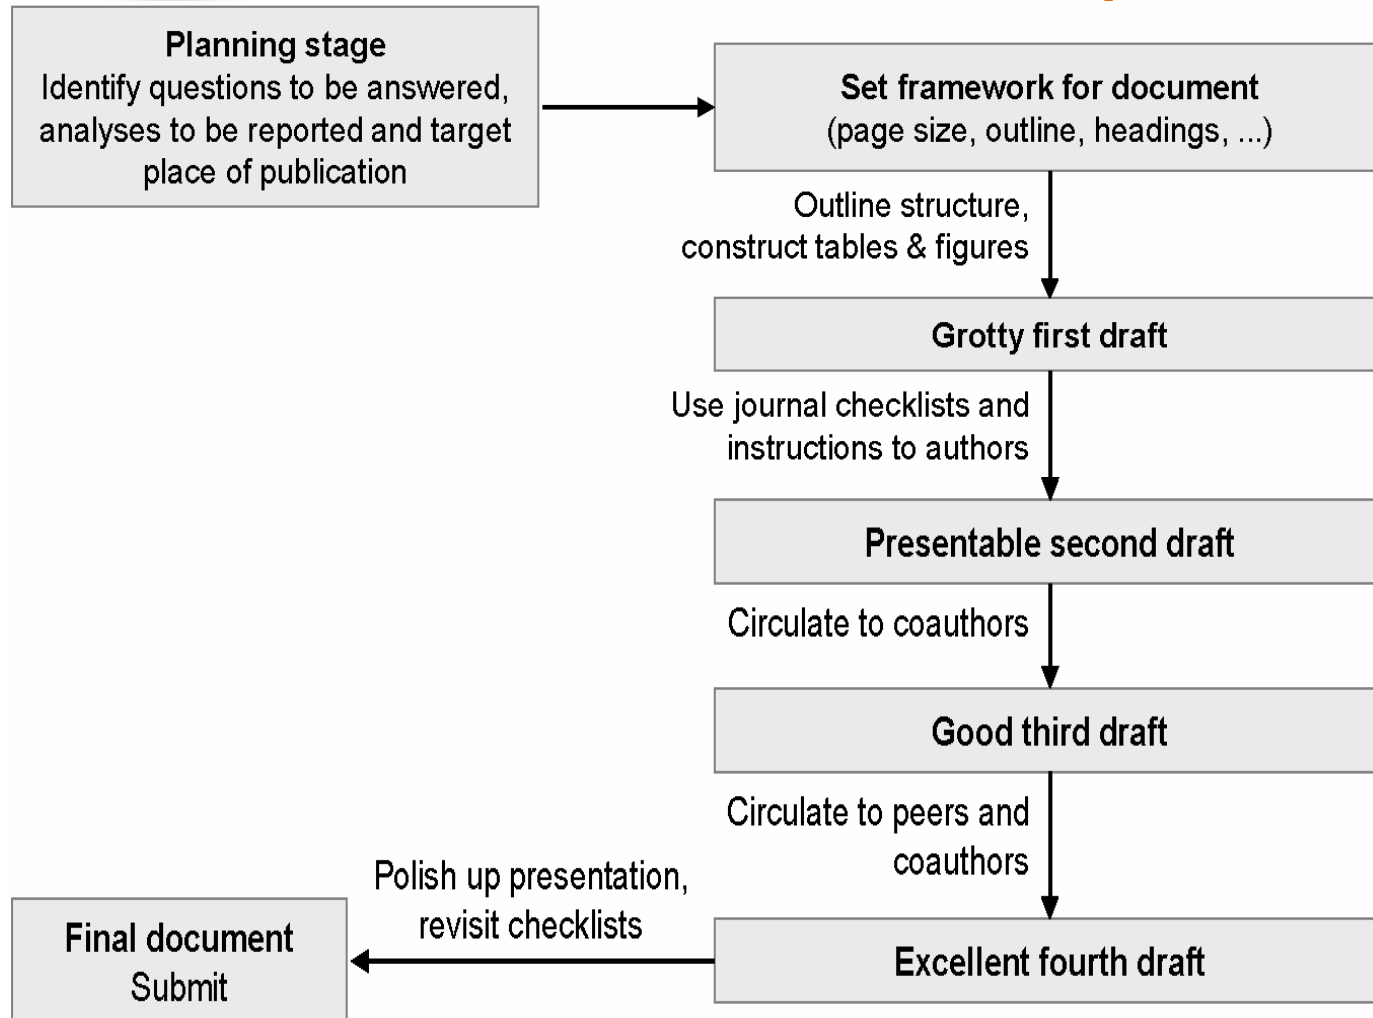 Planning stage
Identify questions to be answered,
analyses to be reported and target
place of publication
Set framework for document
(page size, outline, headings, ...)
Outline structure,
construct tables & figures
Grotty first draft
Use journal checklists and
instructions to authors
Presentable second draft
Circulate to coauthors
Good third draft
Circulate to peers and
coauthors
Excellent fourth draft
Polish up presentation,
revisit checklists
Final document
Submit